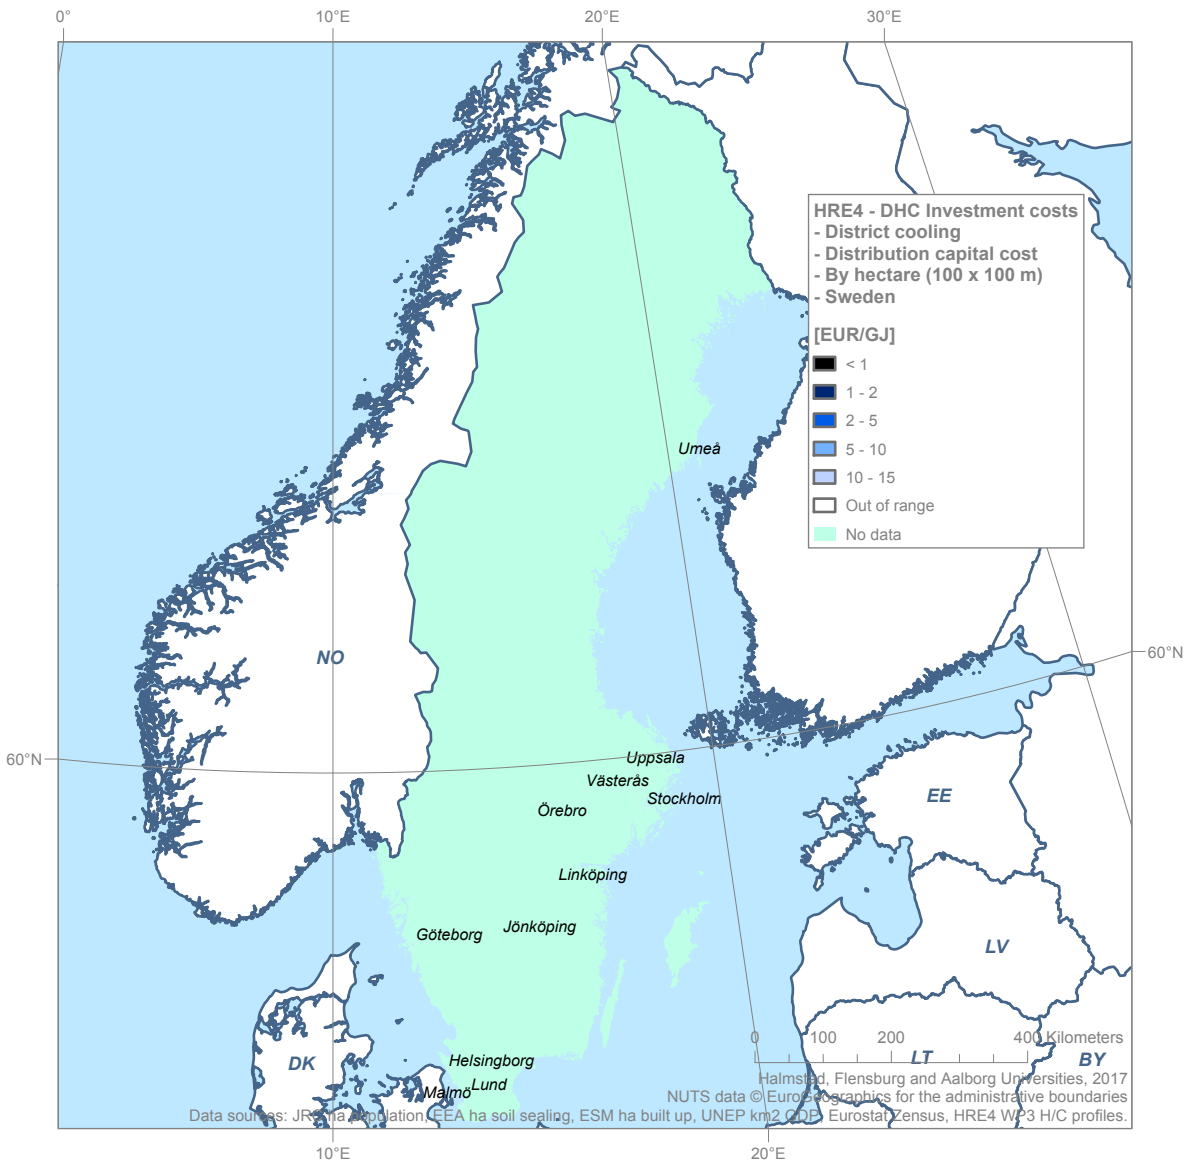 0°
10°E
20°E
30°E
HRE4 - DHC Investment costs
- District cooling
- Distribution capital cost
- By hectare (100 x 100 m)
- Sweden
[EUR/GJ]
< 1
1 - 2
2 - 5
5 - 10
10 - 15
Out of range
No data
Umeå
NO
60°N
60°N
Uppsala
Västerås
Stockholm
Örebro
EE
Linköping
Jönköping
Göteborg
LV
0 100 200 400 Kilometers
Helsingborg
DK
LT
BY
Lund
Malmö
Halmstad, Flensburg and Aalborg Universities, 2017
NUTS data © EuroGeographics for the administrative boundaries
Data sources: JRC ha population, EEA ha soil sealing, ESM ha built up, UNEP km2 GDP, Eurostat Zensus, HRE4 WP3 H/C profiles.
10°E
20°E